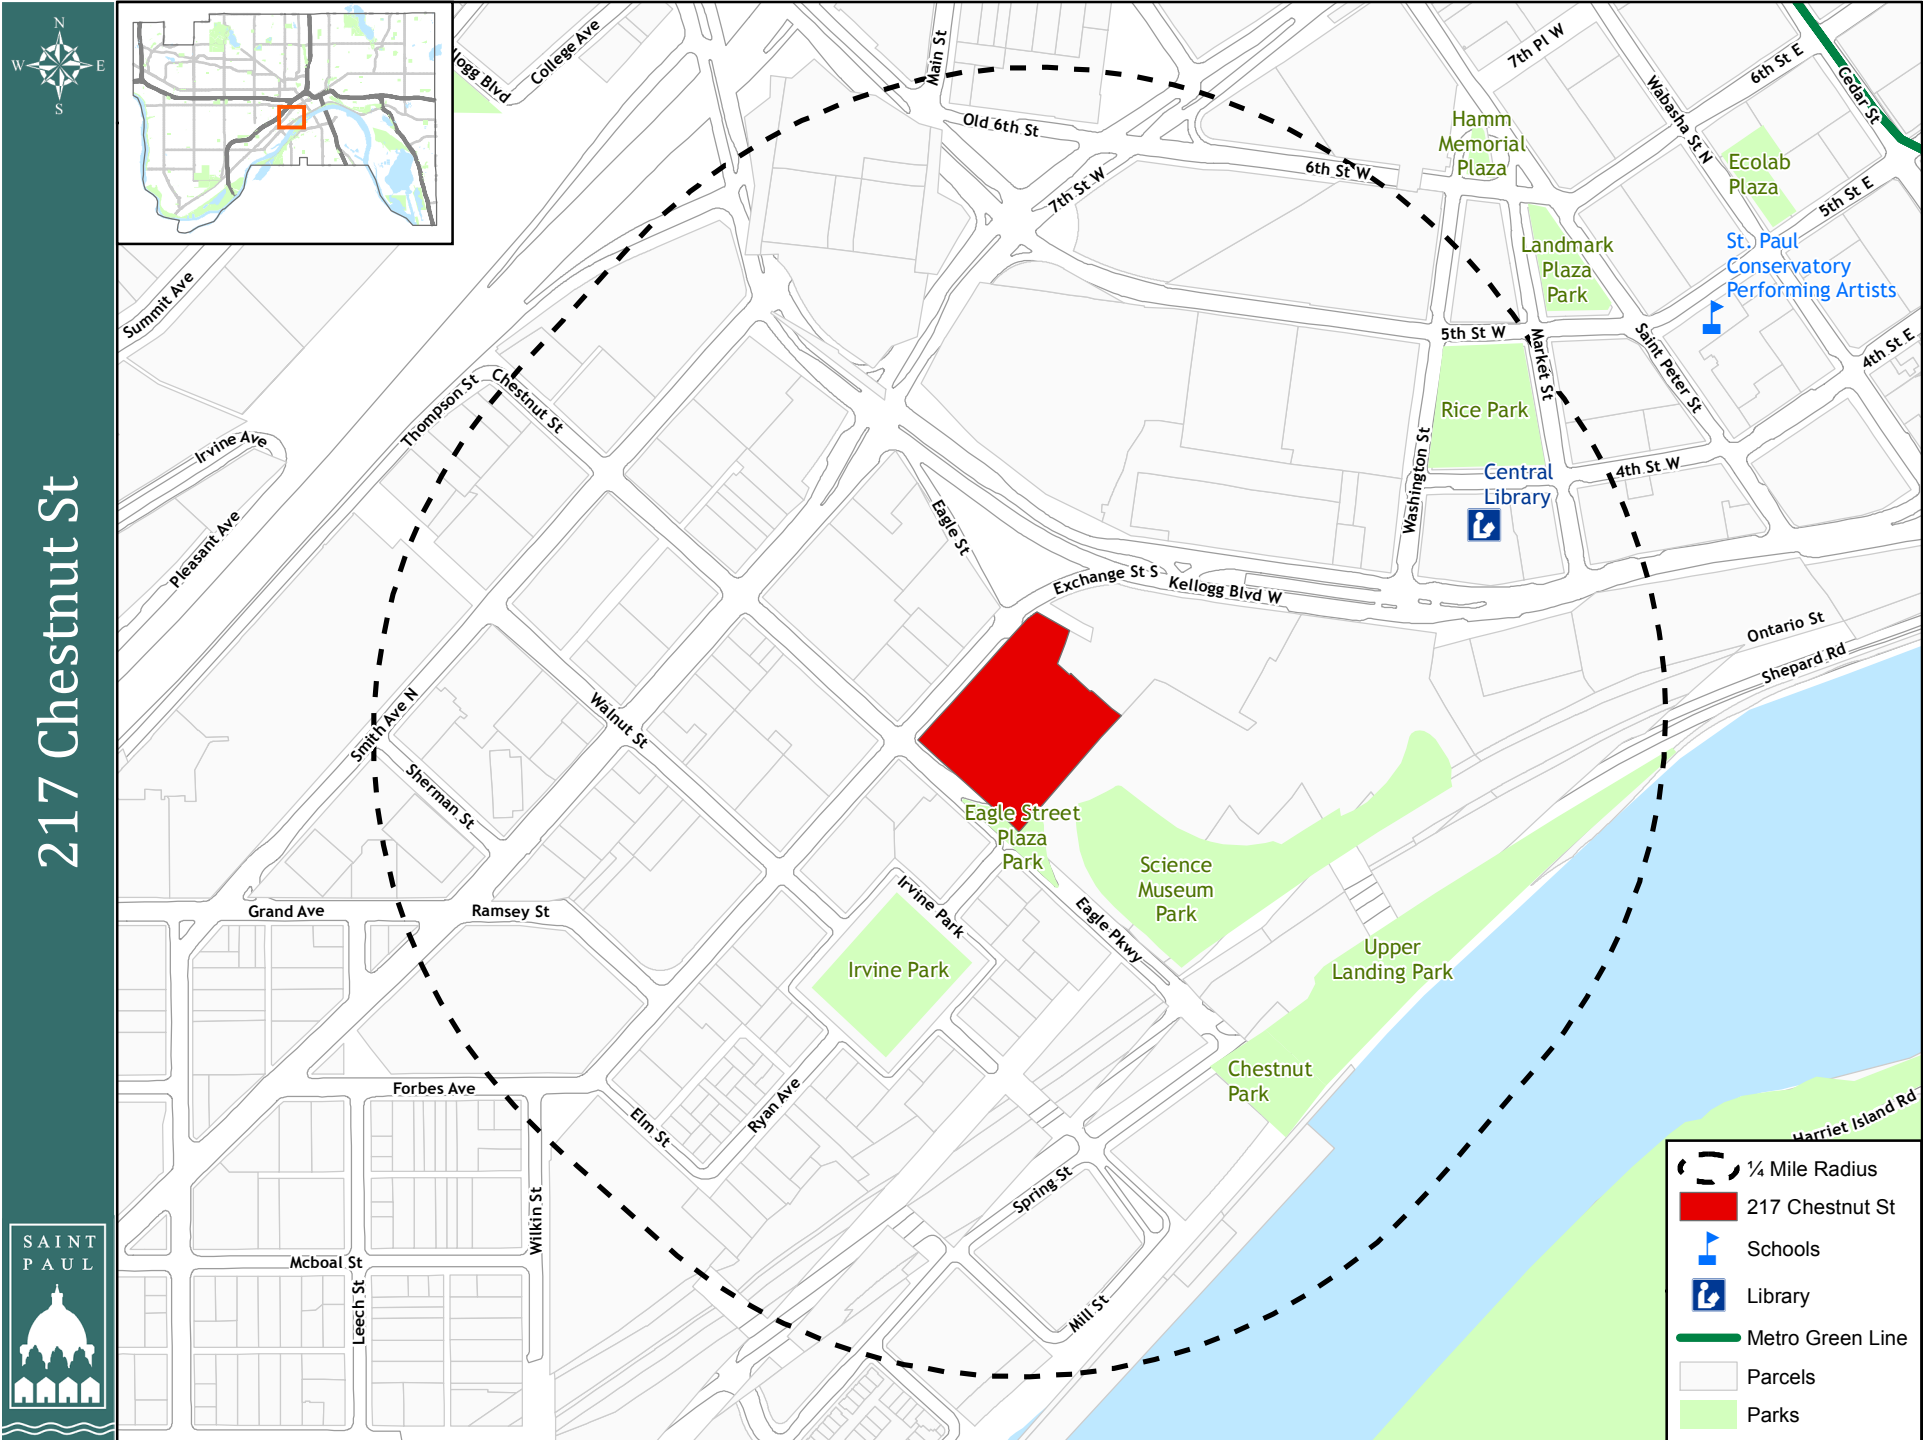 217 Chestnut St
N
W
E
S
SAINT
PAUL
College Ave
Main St
7th Pl W
6th St E
Cedar St
Wabasha St N
Old 6th St
Hamm
Memorial
Plaza
6th St W
7th St W
Ecolab
Plaza
5th St E
Landmark
Plaza
Park
St. Paul
Conservatory
Performing Artists
Summit Ave
5th St W
Market St
Saint Peter St
4th St E
Thompson St
Chestnut St
Rice Park
Irvine Ave
Washington St
Central
Library
4th St W
Pleasant Ave
Eagle St
Exchange St S
Kellogg Blvd W
Ontario St
Shepard Rd
Smith Ave N
Walnut St
Sherman St
Eagle Street
Plaza
Park
Science
Museum
Park
Grand Ave
Ramsey St
Irvine Park
Eagle Pkwy
Irvine Park
Upper
Landing Park
Forbes Ave
Chestnut
Park
Elm St
Ryan Ave
Harriet Island Rd
Spring St
Wilkin St
Mcboal St
Leech St
Mill St
¼ Mile Radius
217 Chestnut St
Schools
Library
Metro Green Line
Parcels
Parks